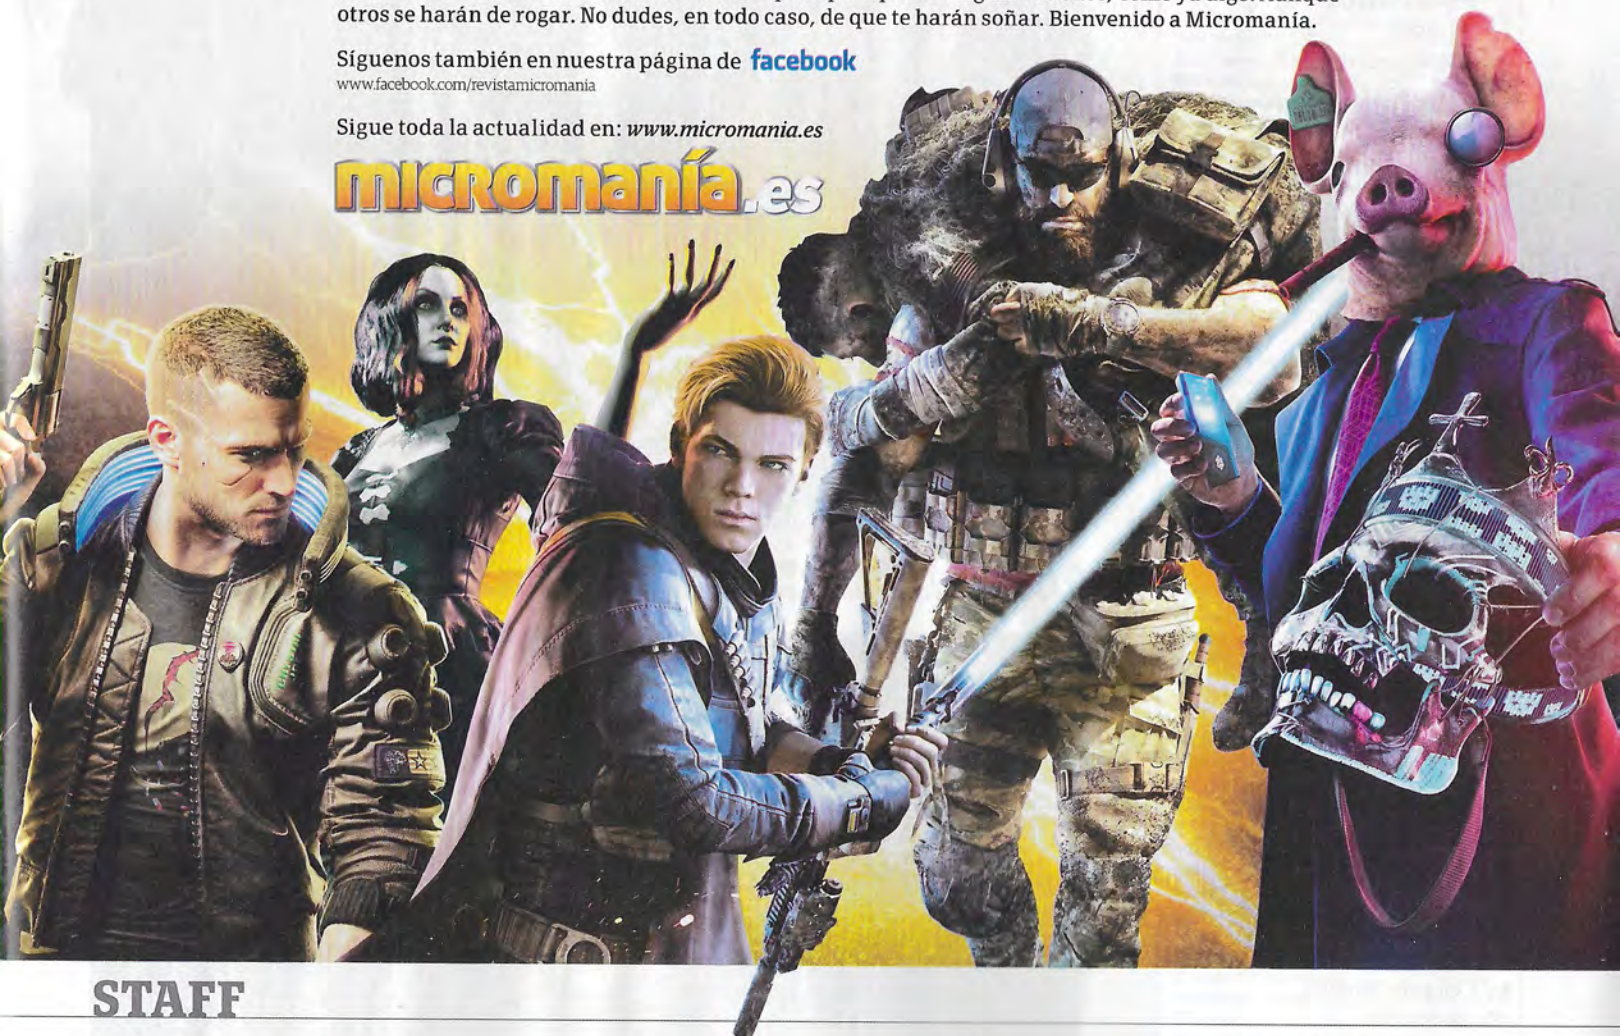 otros se harán de rogar. No dudes, en todo caso, de que te harán soñar. Bienvenido a Micromanía.
Síguenos también en nuestra página de facebook
www.facebook.com/revistamicromania
Sigue toda la actualidad en: www.micromania.es
micromanía.es
STAFF